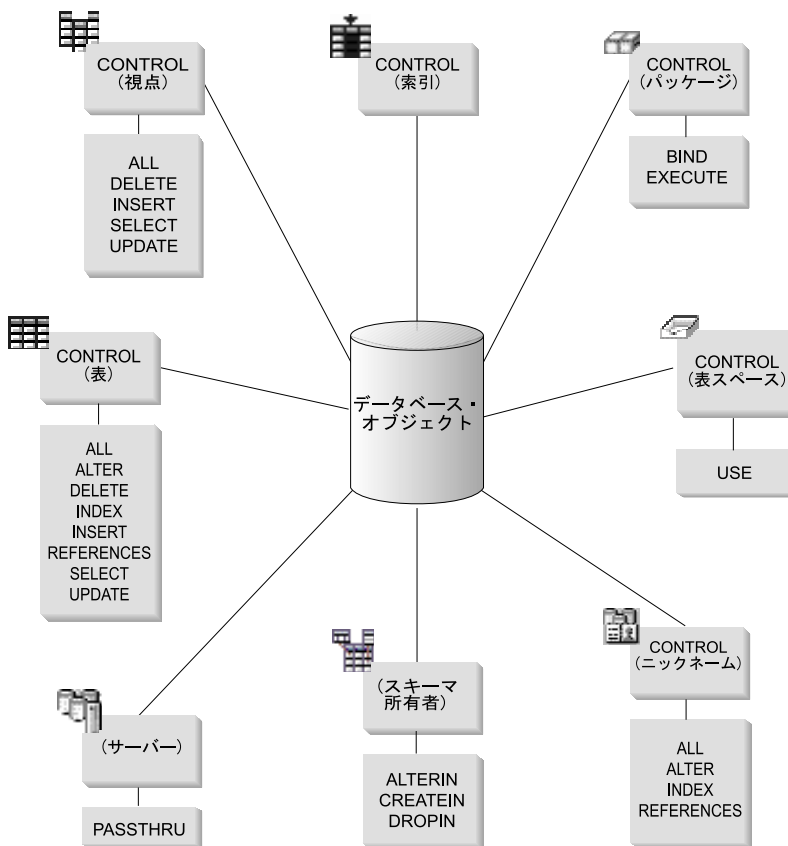 CONTROL
(視点)
ALL
DELETE
INSERT
SELECT
UPDATE
CONTROL
(索引)
CONTROL
(パッケージ)
BIND
EXECUTE
CONTROL
(表)
ALL
ALTER
DELETE
INDEX
INSERT
REFERENCES
SELECT
UPDATE
データベース・
オブジェクト
CONTROL
(表スペース)
USE
(サーバー)
PASSTHRU
(スキーマ
所有者)
ALTERIN
CREATEIN
DROPIN
CONTROL
(ニックネーム)
ALL
ALTER
INDEX
REFERENCES